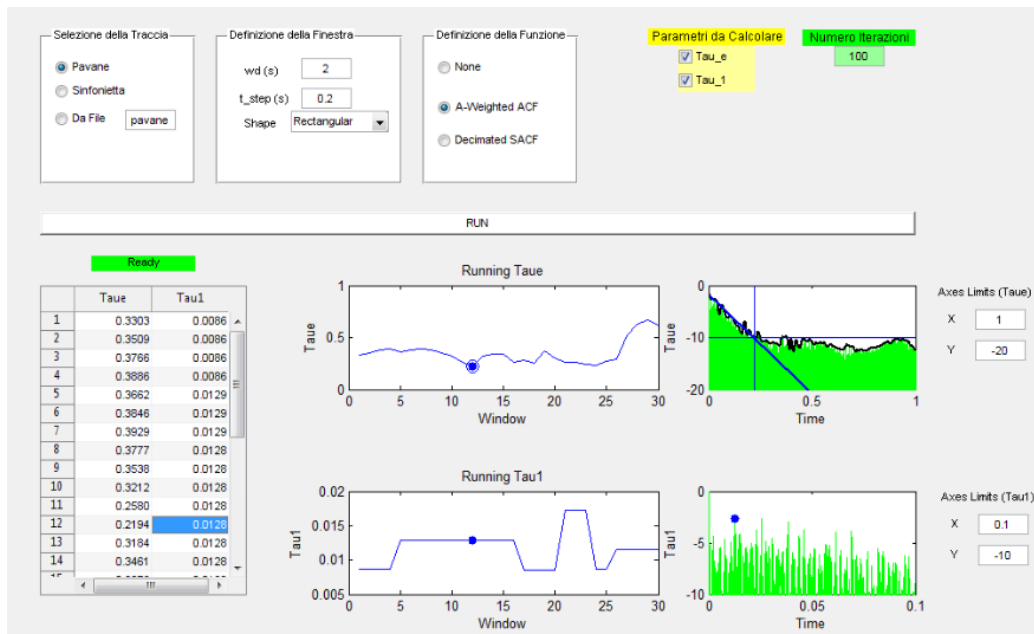 Selezione della Traccia
Pavane
Sinfonietta
Da File pavane
Definizione della Finestra
wd (s) 2
t_step (s) 0.2
Shape Rectangular
Definizione della Funzione
None
A-Weighted ACF
Decimated SACF
Parametri da Calcolare
Tau_e
Tau_1
Numero Iterazioni
100
RUN
Ready
Taue Tau1
1 0.3303 0.0086
2 0.3509 0.0086
3 0.3766 0.0086
4 0.3886 0.0086
5 0.3662 0.0129
6 0.3846 0.0129
7 0.3929 0.0129
8 0.3777 0.0128
9 0.3538 0.0128
10 0.3212 0.0128
11 0.2580 0.0128
12 0.2194 0.0128
13 0.3184 0.0128
14 0.3461 0.0128
Running Taue
Taue
1
0.5
0
0 5 10 15 20 25 30
Window
Taue
0
-10
-20
0 0.5 1
Time
Axes Limits (Taue)
X 1
Y -20
Running Tau1
Tau1
0.02
0.015
0.01
0.005
0 5 10 15 20 25 30
Window
Tau1
0
-5
-10
0 0.05 0.1
Time
Axes Limits (Tau1)
X 0.1
Y -10